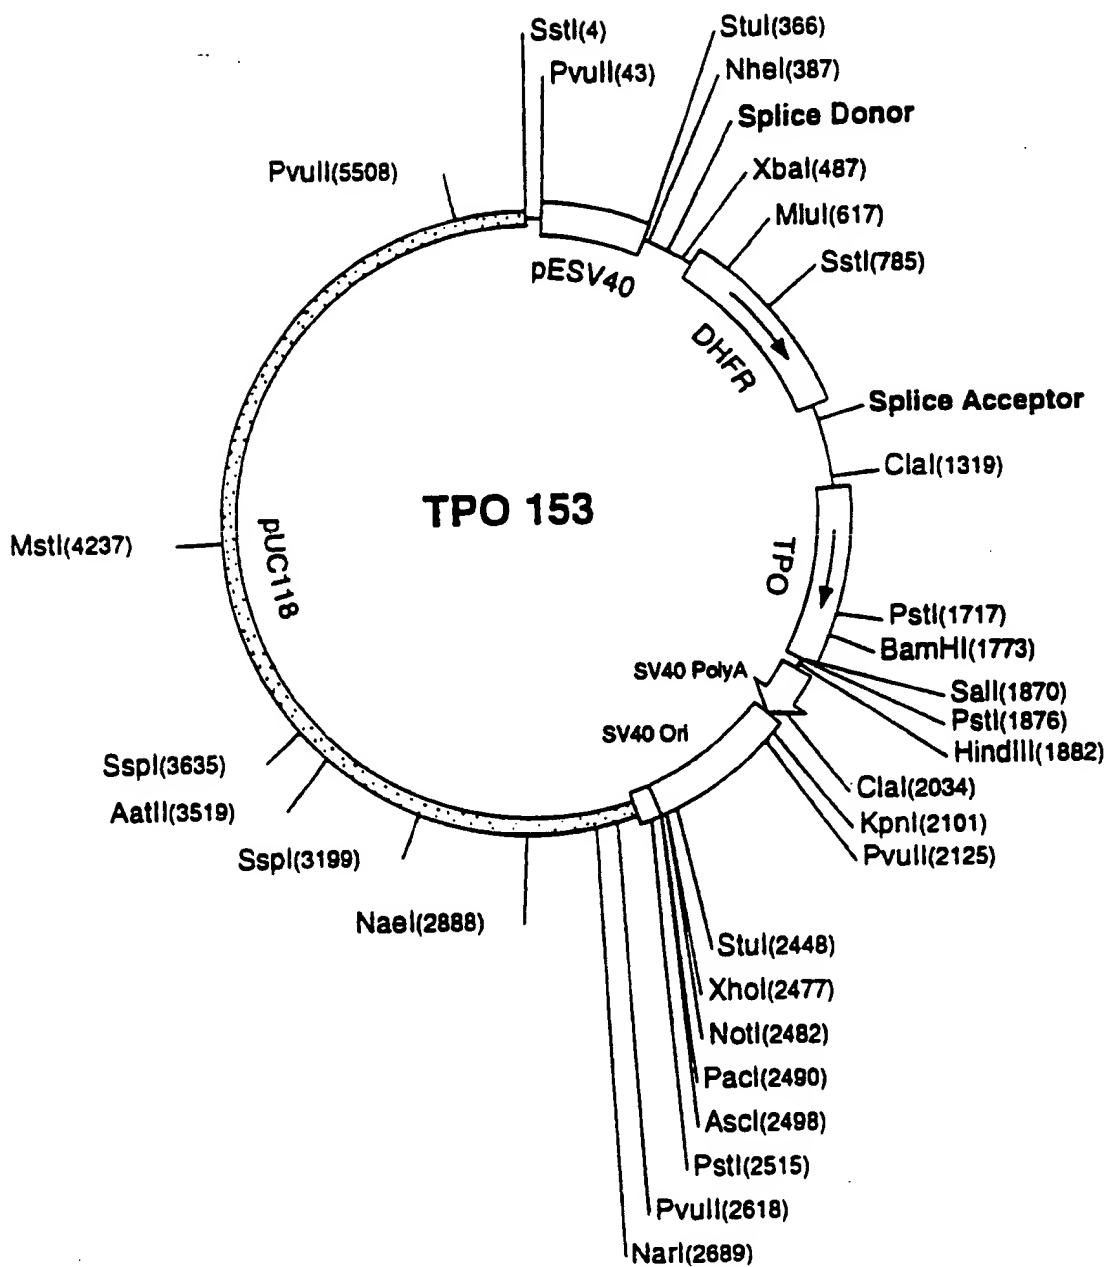 SstI(4)
PvuII(43)
StuI(366)
NheI(387)
Splice Donor
XbaI(487)
MluI(617)
SstI(785)
PvuII(5508)
pESV40
DHFR
Splice Acceptor
ClaI(1319)
TPO 153
MstI(4237)
pUC118
TPO
PstI(1717)
BamHI(1773)
SV40 PolyA
SalI(1870)
PstI(1876)
HindIII(1882)
SV40 Ori
ClaI(2034)
KpnI(2101)
PvuII(2125)
SspI(3635)
AatII(3519)
SspI(3199)
NaeI(2888)
StuI(2448)
XhoI(2477)
NotI(2482)
PacI(2490)
AscI(2498)
PstI(2515)
PvuII(2618)
NarI(2689)